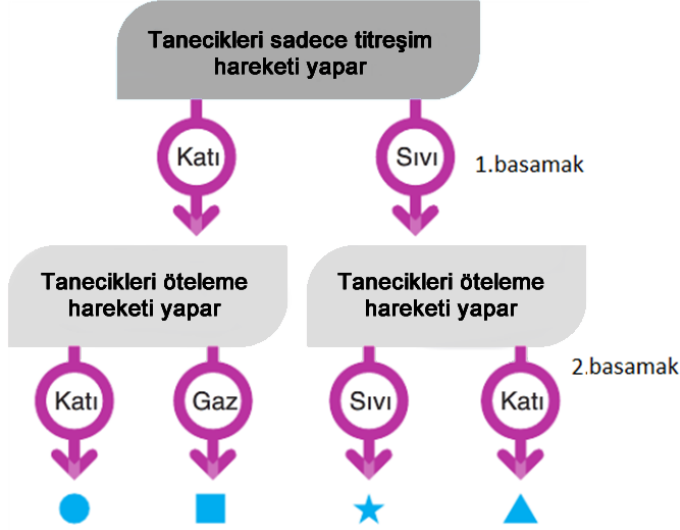 Tanecikleri sadece titreşim
hareketi yapar
Katı
Sıvı
1.basamak
Tanecikleri öteleme
hareketi yapar
Tanecikleri öteleme
hareketi yapar
Katı
Gaz
Sıvı
Katı
2.basamak